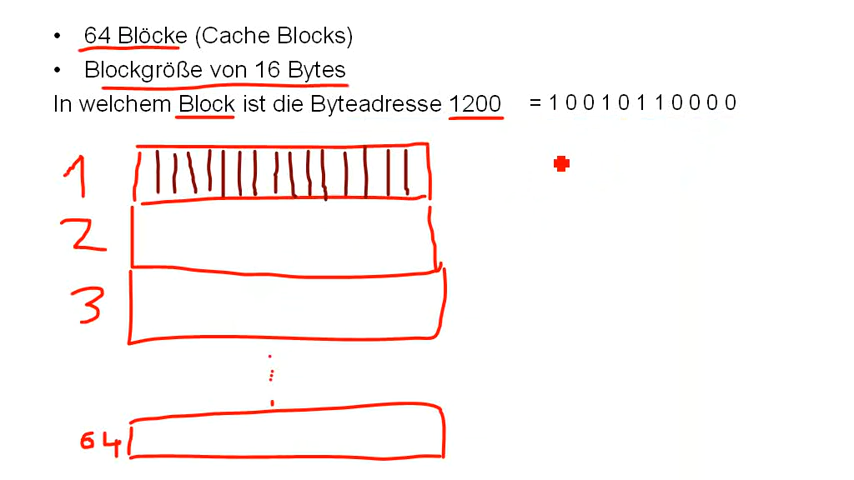 • 64 Blöcke (Cache Blocks)
• Blockgröße von 16 Bytes
In welchem Block ist die Byteadresse 1200 = 1 0 0 1 0 1 1 0 0 0 0
1
2
3
64